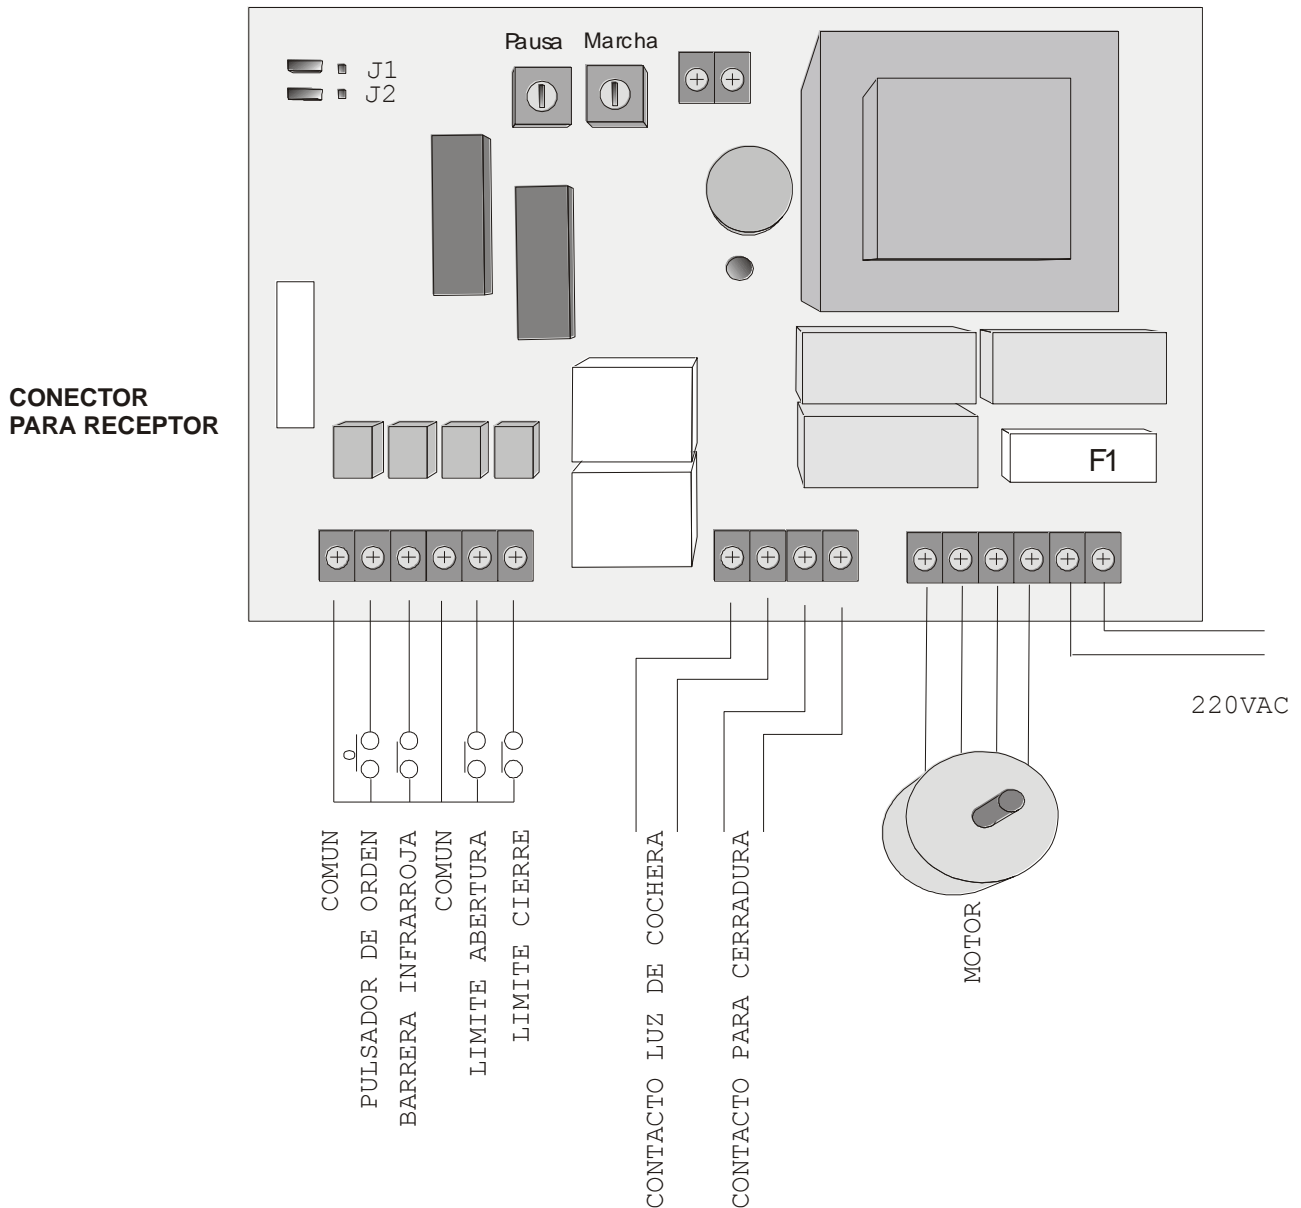 Pausa Marcha
J1
J2
CONECTOR
PARA RECEPTOR
F1
220VAC
COMUN
PULSADOR DE ORDEN
BARRERA INFRARROJA
COMUN
LIMITE ABERTURA
LIMITE CIERRE
CONTACTO LUZ DE COCHERA
CONTACTO PARA CERRADURA
MOTOR